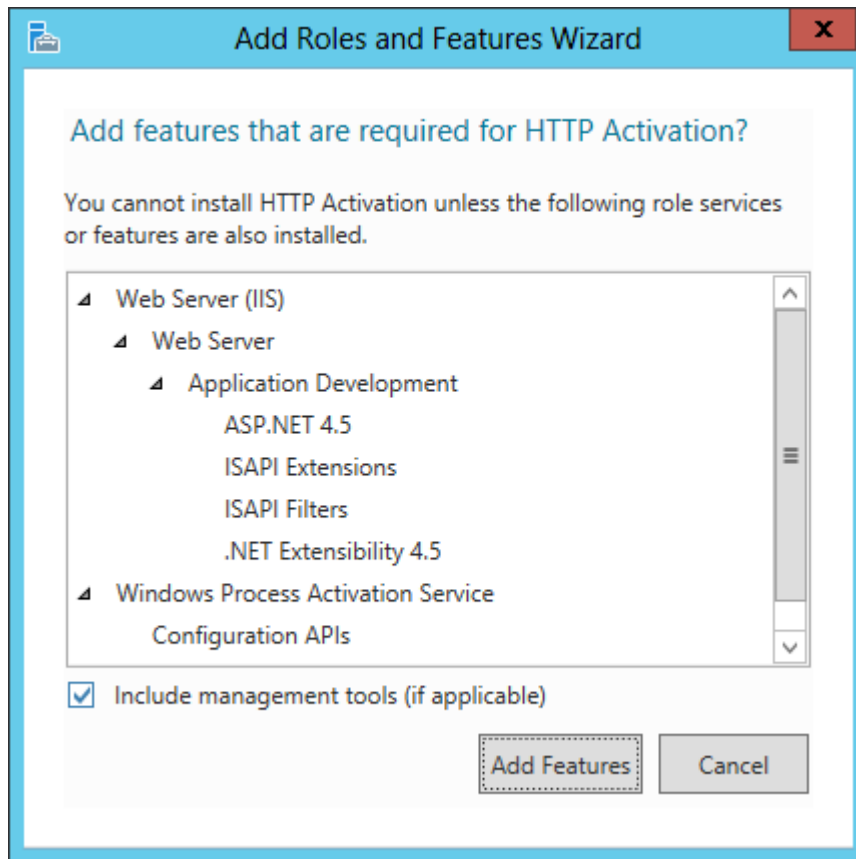 Add Roles and Features Wizard
x
Add features that are required for HTTP Activation?
You cannot install HTTP Activation unless the following role services
or features are also installed.
Web Server (IIS)
Web Server
Application Development
ASP.NET 4.5
ISAPI Extensions
ISAPI Filters
.NET Extensibility 4.5
Windows Process Activation Service
Configuration APIs
Include management tools (if applicable)
Add Features
Cancel